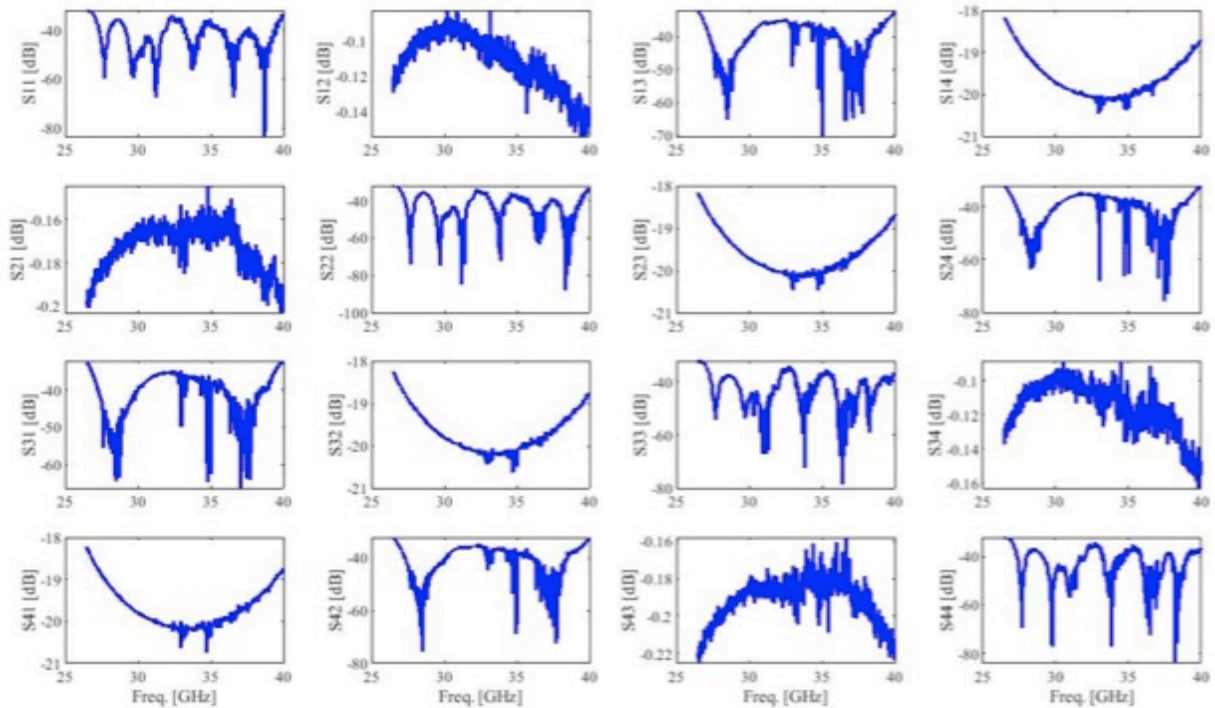 S11 [dB] -40 -60 -80 25 30 35 40
S12 [dB] -0.1 -0.12 -0.14 25 30 35 40
S13 [dB] -40 -50 -60 -70 25 30 35 40
S14 [dB] -18 -19 -20 -21 25 30 35 40
S21 [dB] -0.16 -0.18 -0.2 25 30 35 40
S22 [dB] -40 -60 -80 -100 25 30 35 40
S23 [dB] -18 -19 -20 -21 25 30 35 40
S24 [dB] -40 -60 -80 25 30 35 40
S31 [dB] -40 -50 -60 25 30 35 40
S32 [dB] -18 -19 -20 -21 25 30 35 40
S33 [dB] -40 -60 -80 25 30 35 40
S34 [dB] -0.1 -0.12 -0.14 -0.16 25 30 35 40
S41 [dB] -18 -19 -20 -21 25 30 35 40
Freq. [GHz]
S42 [dB] -40 -60 -80 25 30 35 40
Freq. [GHz]
S43 [dB] -0.16 -0.18 -0.2 -0.22 25 30 35 40
Freq. [GHz]
S44 [dB] -40 -60 -80 25 30 35 40
Freq. [GHz]